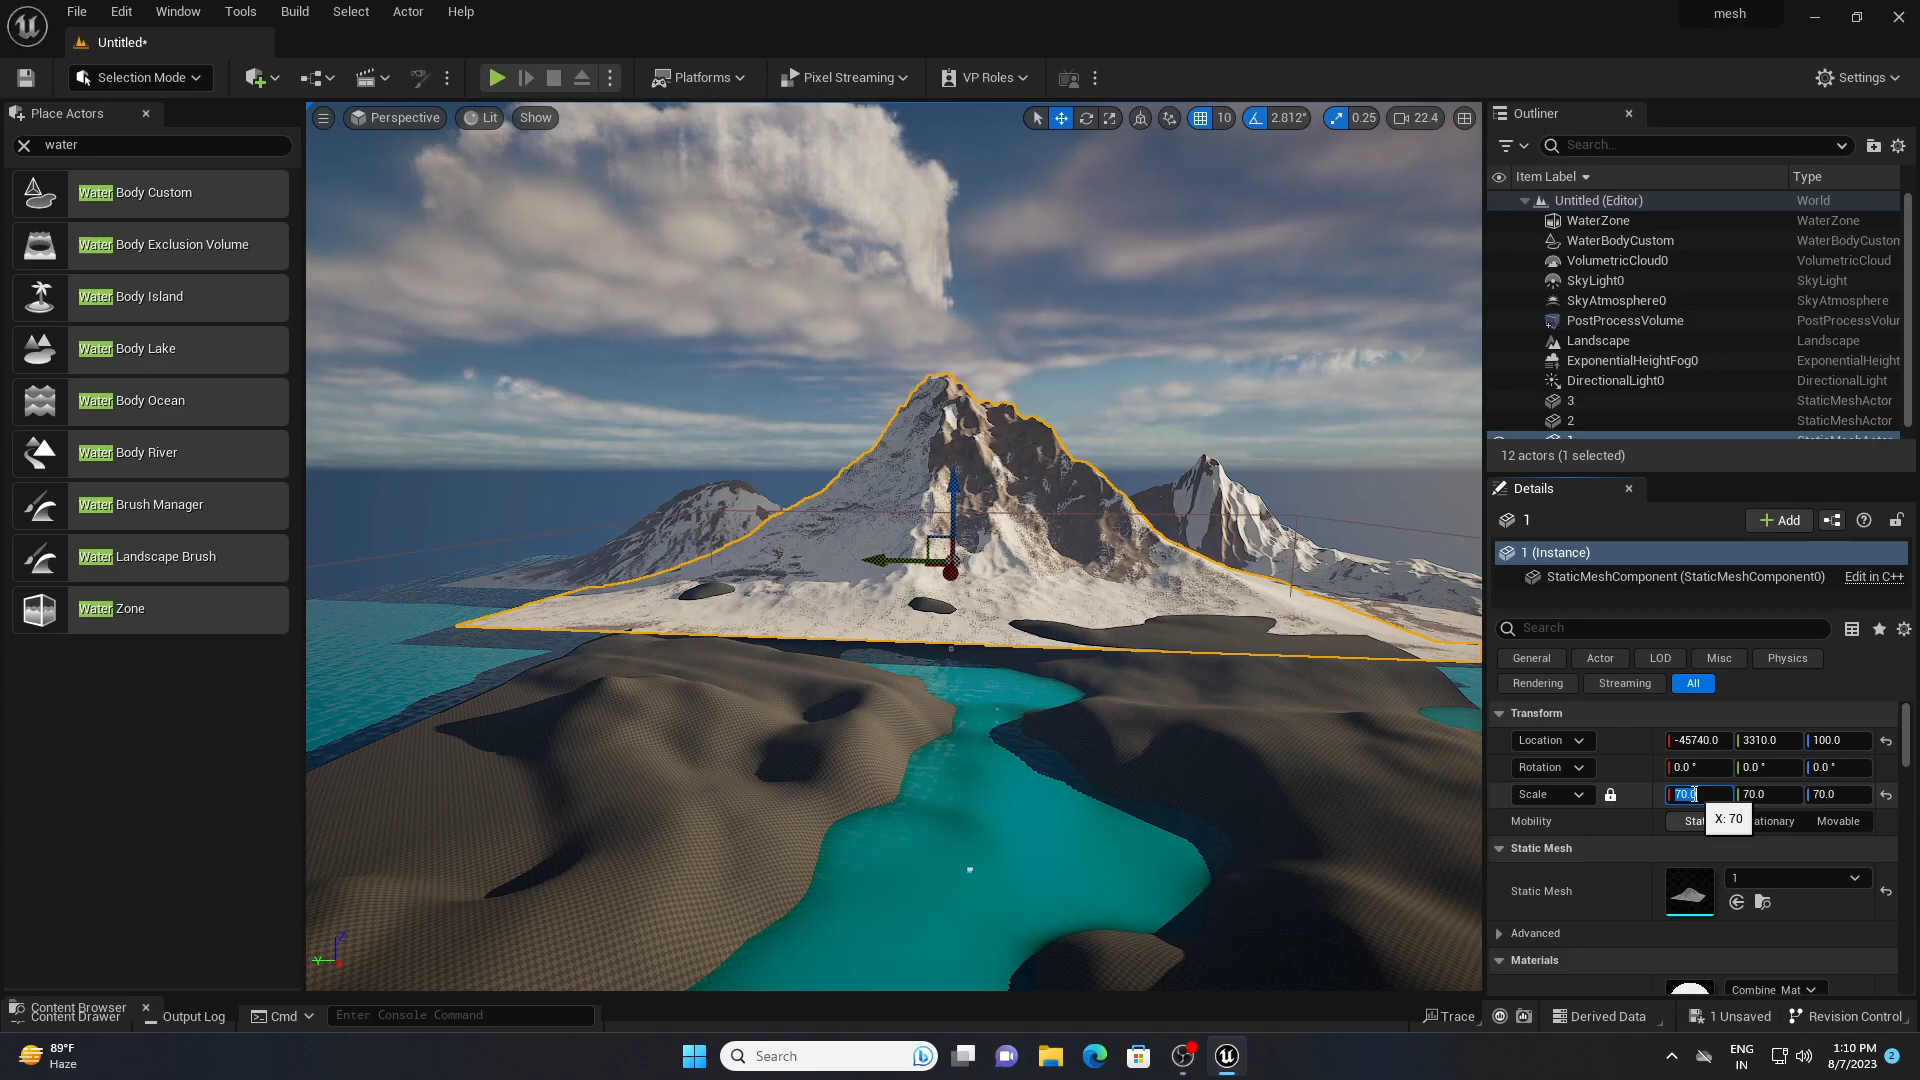 File Edit Window Tools Build Select Actor Help
mesh
Untitled*
Selection Mode
Platforms
Pixel Streaming
VP Roles
Settings
Place Actors
water
Water Body Custom
Water Body Exclusion Volume
Water Body Island
Water Body Lake
Water Body Ocean
Water Body River
Water Brush Manager
Water Landscape Brush
Water Zone
Perspective Lit Show
10 2.812° 0.25 22.4
X
Y
Z
Outliner
Search...
Item Label Type
Untitled (Editor) World
WaterZone WaterZone
WaterBodyCustom WaterBodyCustom
VolumetricCloud0 VolumetricCloud
SkyLight0 SkyLight
SkyAtmosphere0 SkyAtmosphere
PostProcessVolume PostProcessVolur
Landscape Landscape
ExponentialHeightFog0 ExponentialHeight
DirectionalLight0 DirectionalLight
3 StaticMeshActor
2 StaticMeshActor
12 actors (1 selected)
Details
1
Add
1 (Instance)
StaticMeshComponent (StaticMeshComponent0) Edit in C++
Search
General Actor LOD Misc Physics
Rendering Streaming All
Transform
Location -45740.0 3310.0 100.0
Rotation 0.0 ° 0.0 ° 0.0 °
Scale 70.0 70.0 70.0
Mobility Stat tionary Movable
X: 70
Static Mesh
Static Mesh 1
Advanced
Materials
Combine_Mat
Content Browser
Content Drawer Output Log Cmd Enter Console Command
Trace Derived Data 1 Unsaved Revision Control
89°F
Haze
Search
ENG
IN
1:10 PM
8/7/2023
2